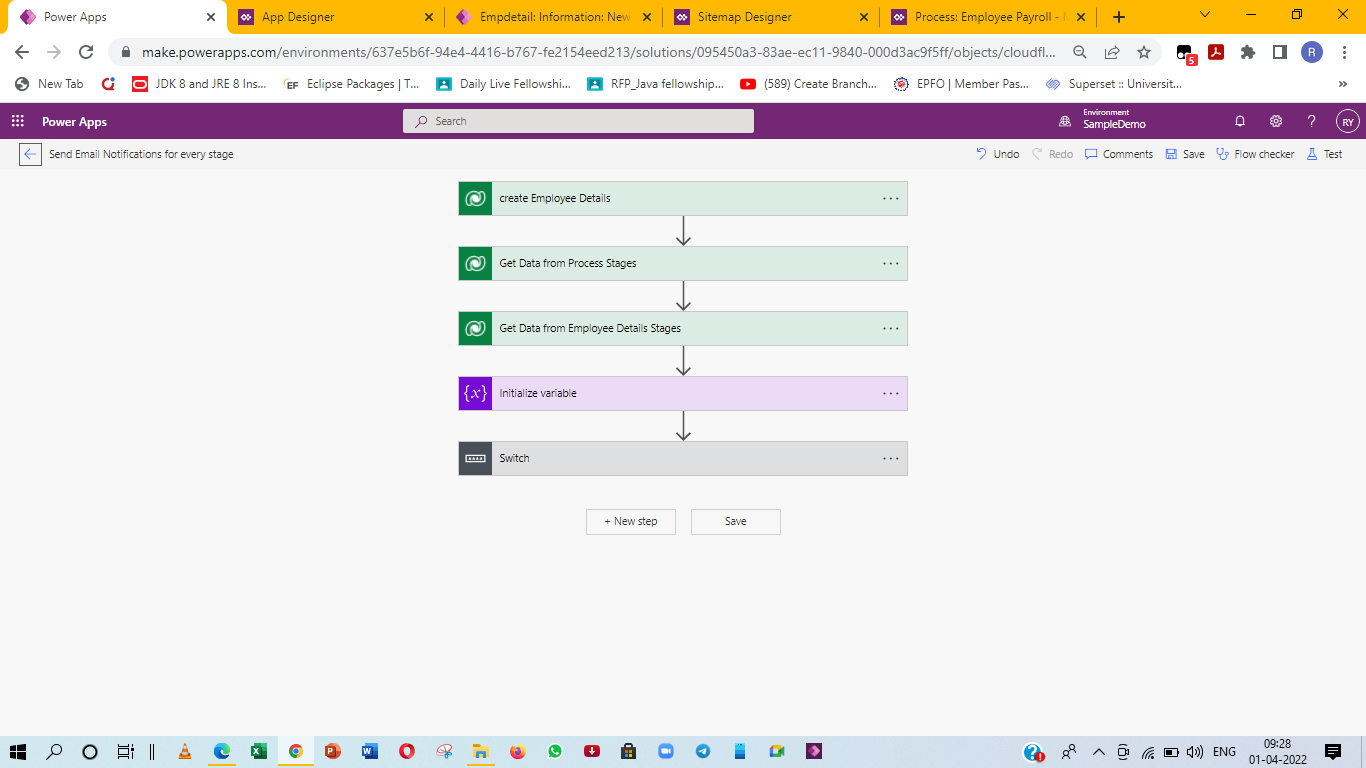 Power Apps
App Designer
Empdetail: Information: New
Sitemap Designer
Process: Employee Payroll -
make.powerapps.com/environments/637e5b6f-94e4-4416-b767-fe2154eed213/solutions/095450a3-83ae-ec11-9840-000d3ac9f5ff/objects/cloudfl...
5
R
New Tab
JDK 8 and JRE 8 Ins...
EF Eclipse Packages | T...
Daily Live Fellowshi...
RFP_Java fellowship...
(589) Create Branch...
EPFO | Member Pas...
Superset :: Universit...
»
Power Apps
Search
Environment
SampleDemo
?
RY
Send Email Notifications for every stage
Undo
Redo
Comments
Save
Flow checker
Test
create Employee Details
...
Get Data from Process Stages
...
Get Data from Employee Details Stages
...
{x} Initialize variable
...
Switch
...
+ New step
Save
ENG
09:28
01-04-2022